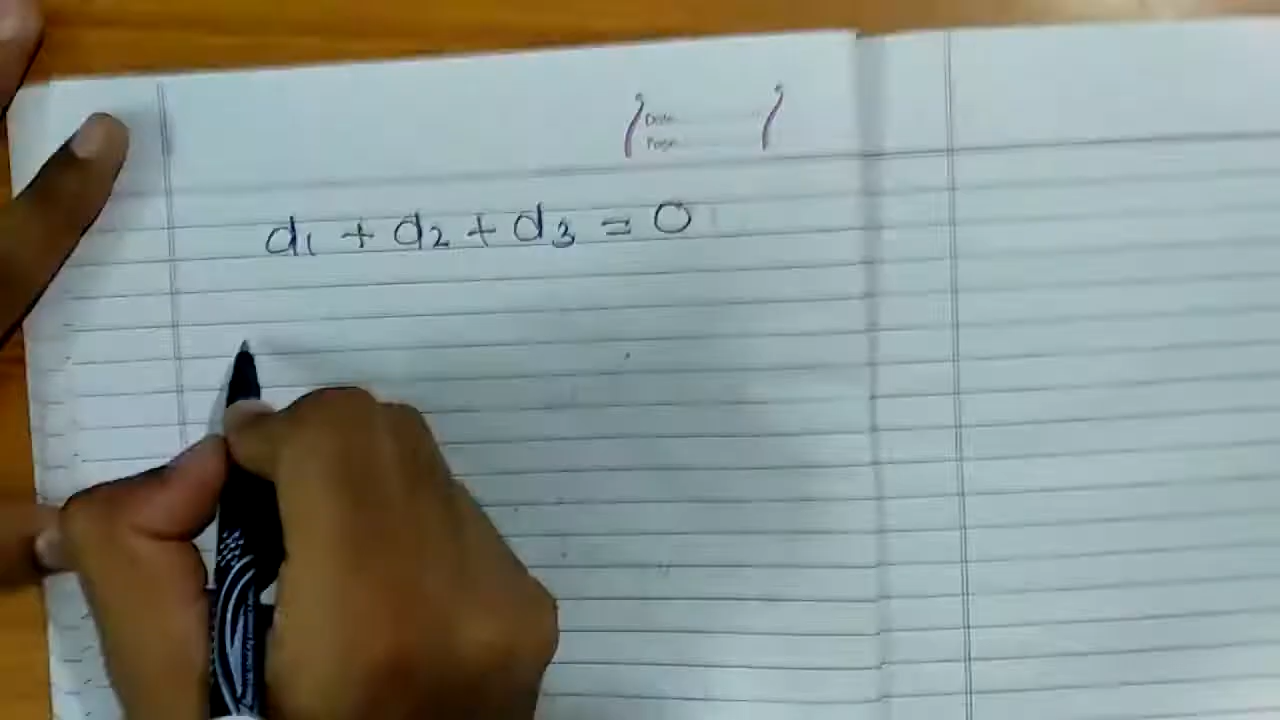 Date
Page
d₁ + d₂ + d₃ = 0